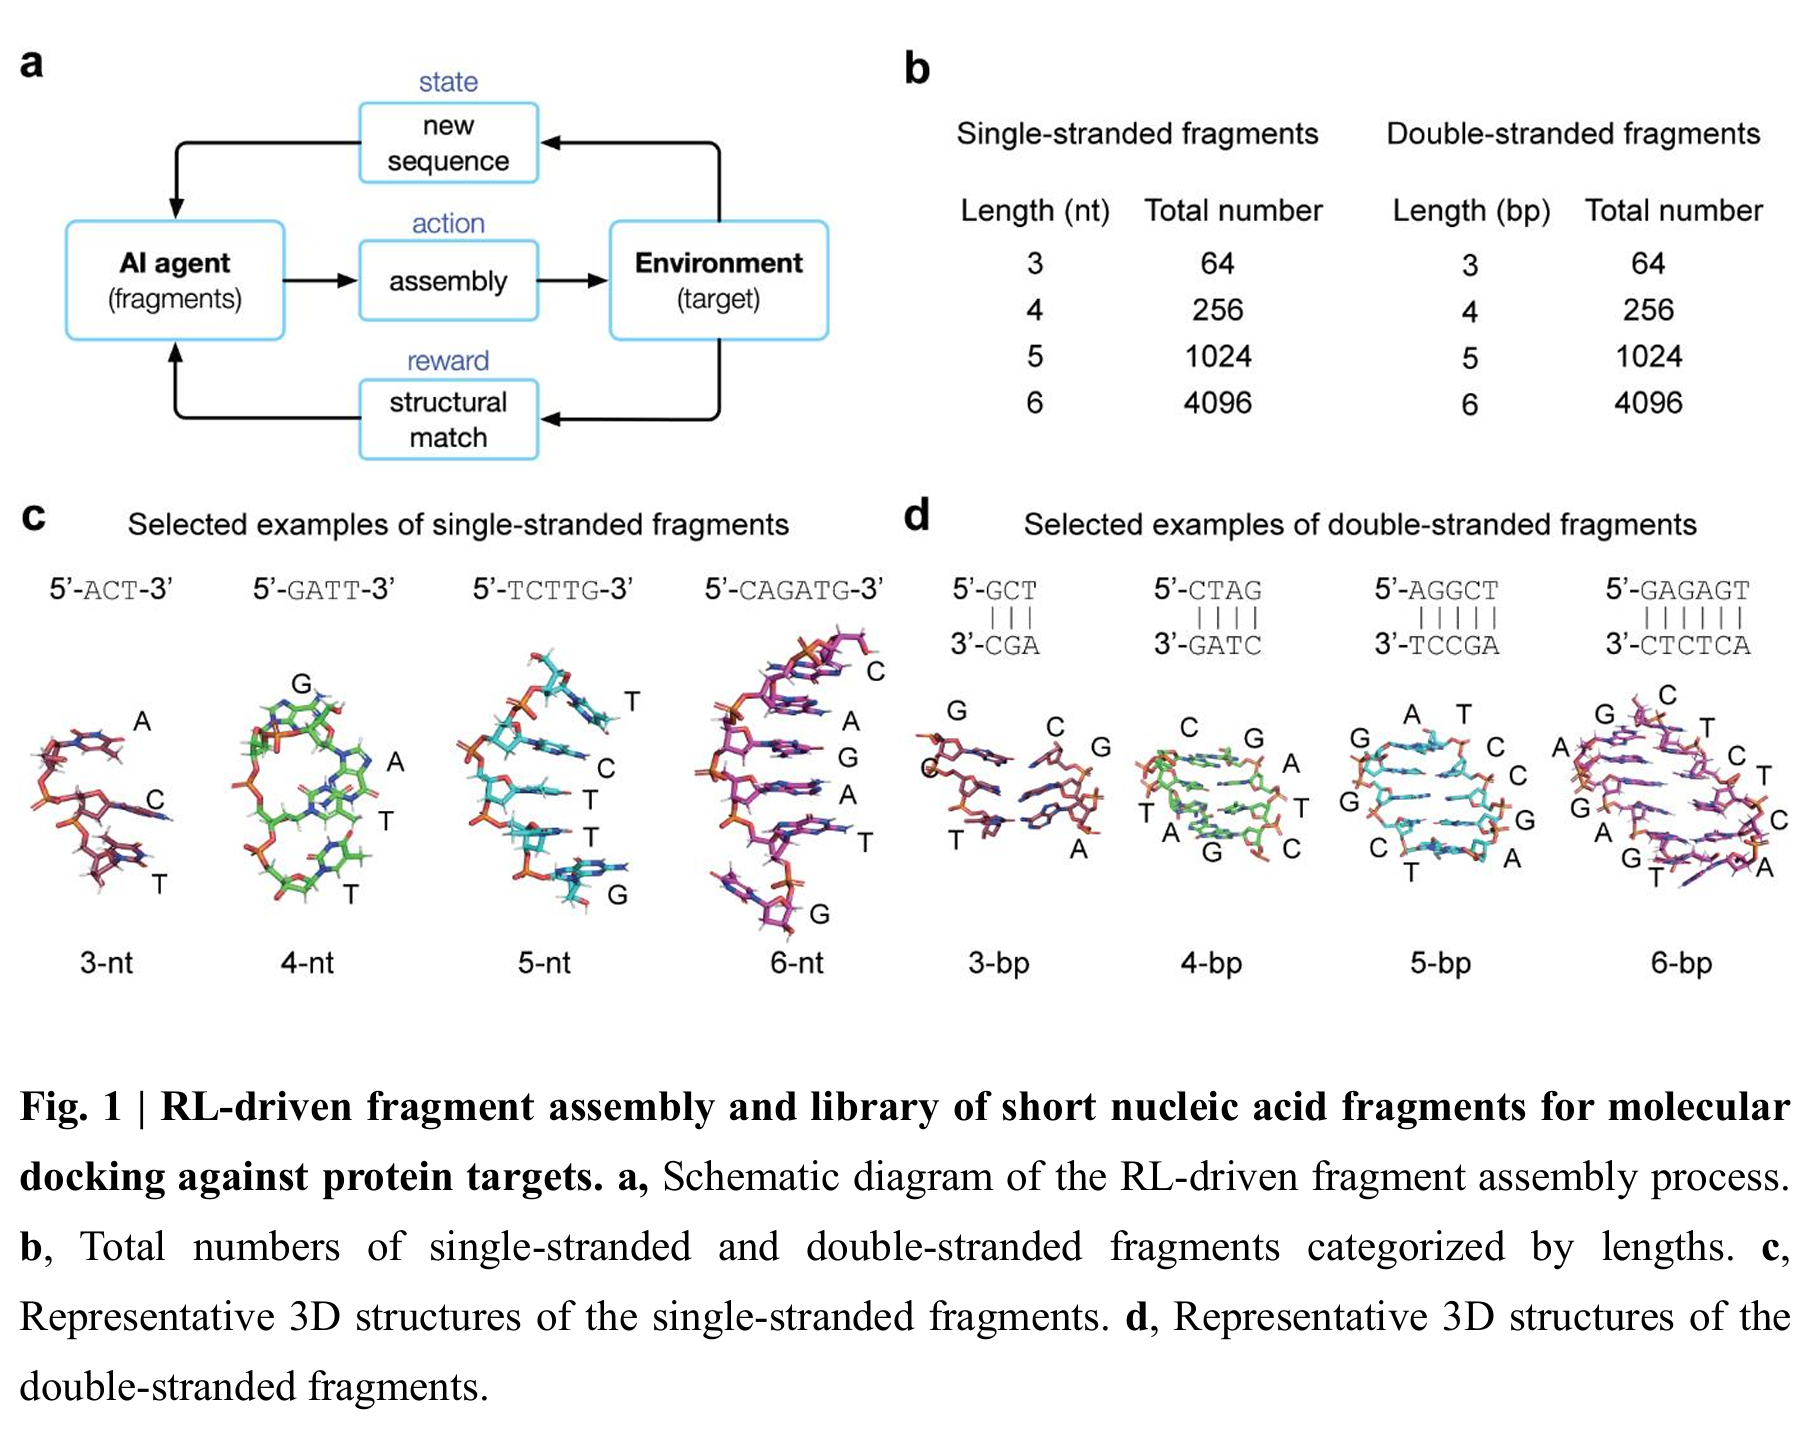 a
state
new
sequence
action
AI agent
(fragments)
assembly
Environment
(target)
reward
structural
match
b
Single-stranded fragments Double-stranded fragments
Length (nt) Total number Length (bp) Total number
3 64 3 64
4 256 4 256
5 1024 5 1024
6 4096 6 4096
c
Selected examples of single-stranded fragments
5’-ACT-3’ 5’-GATT-3’ 5’-TCTTG-3’ 5’-CAGATG-3’
A
C
T
G
A
T
T
T
C
T
T
G
C
A
G
A
T
G
3-nt 4-nt 5-nt 6-nt
d
Selected examples of double-stranded fragments
5’-GCT 5’-CTAG 5’-AGGCT 5’-GAGAGT
3’-CGA 3’-GATC 3’-TCCGA 3’-CTCTCA
G
C
T
C
G
A
C
T
A
G
G
A
T
C
A
G
G
C
T
T
C
C
G
A
G
A
G
A
G
T
C
T
C
T
C
A
3-bp 4-bp 5-bp 6-bp
Fig. 1 | RL-driven fragment assembly and library of short nucleic acid fragments for molecular
docking against protein targets. a, Schematic diagram of the RL-driven fragment assembly process.
b, Total numbers of single-stranded and double-stranded fragments categorized by lengths. c,
Representative 3D structures of the single-stranded fragments. d, Representative 3D structures of the
double-stranded fragments.